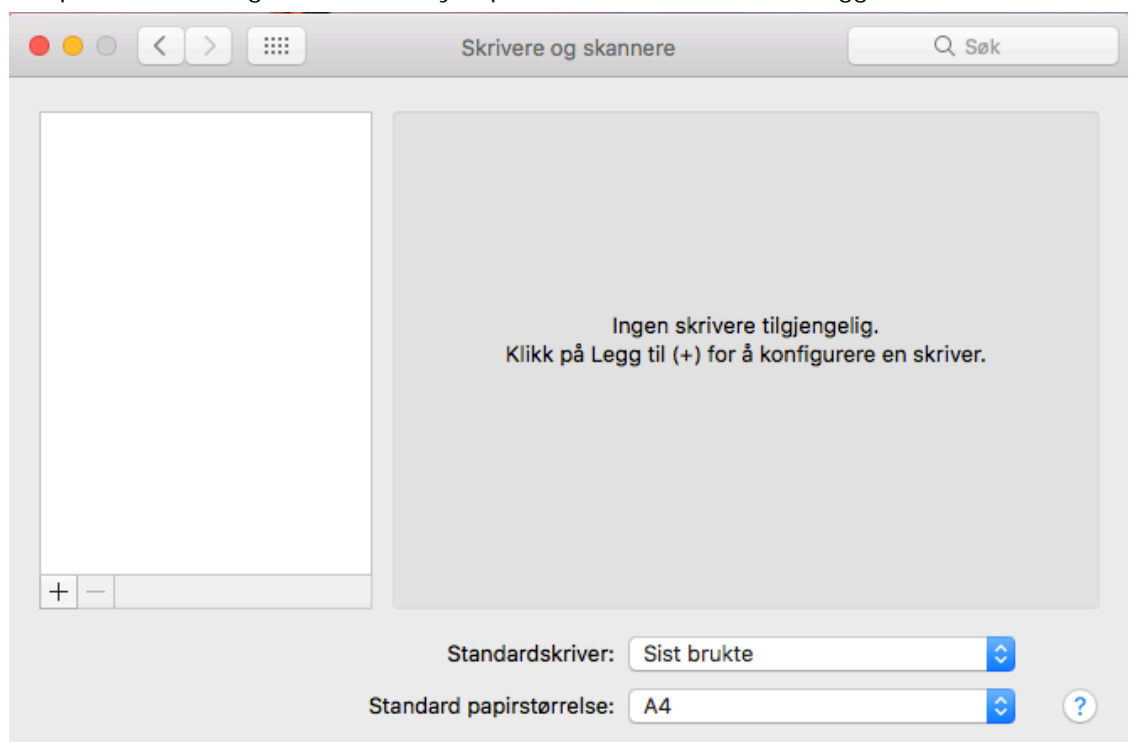 Skrivere og skannere
Søk
Ingen skrivere tilgjengelig.
Klikk på Legg til (+) for å konfigurere en skriver.
+ −
Standardskriver: Sist brukte
Standard papirstørrelse: A4
?